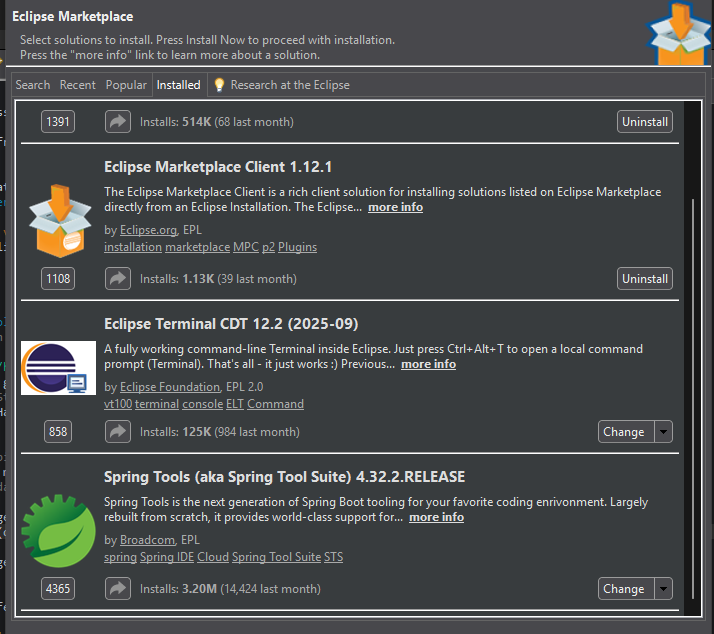 Eclipse Marketplace
Select solutions to install. Press Install Now to proceed with installation.
Press the "more info" link to learn more about a solution.
Search Recent Popular Installed Research at the Eclipse
1391 Installs: 514K (68 last month) Uninstall
Eclipse Marketplace Client 1.12.1
The Eclipse Marketplace Client is a rich client solution for installing solutions listed on Eclipse Marketplace
directly from an Eclipse Installation. The Eclipse... more info
by Eclipse.org, EPL
installation marketplace MPC p2 Plugins
1108 Installs: 1.13K (39 last month) Uninstall
Eclipse Terminal CDT 12.2 (2025-09)
A fully working command-line Terminal inside Eclipse. Just press Ctrl+Alt+T to open a local command
prompt (Terminal). That's all - it just works :) Previous... more info
by Eclipse Foundation, EPL 2.0
vt100 terminal console ELT Command
858 Installs: 125K (984 last month) Change
Spring Tools (aka Spring Tool Suite) 4.32.2.RELEASE
Spring Tools is the next generation of Spring Boot tooling for your favorite coding enrivonment. Largely
rebuilt from scratch, it provides world-class support for... more info
by Broadcom, EPL
spring Spring IDE Cloud Spring Tool Suite STS
4365 Installs: 3.20M (14,424 last month) Change